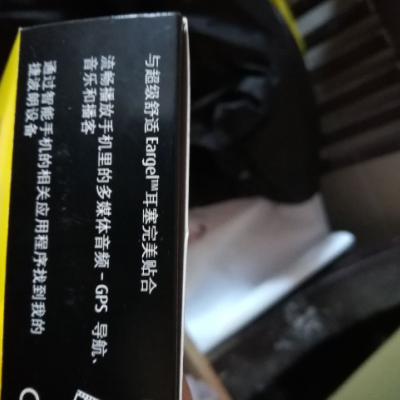 与超级舒适 Eargel™耳塞完美贴合
流畅播放手机里的多媒体音频 – GPS 导航、
音乐和播客
通过智能手机的相关应用程序找到我的
捷波朗设备